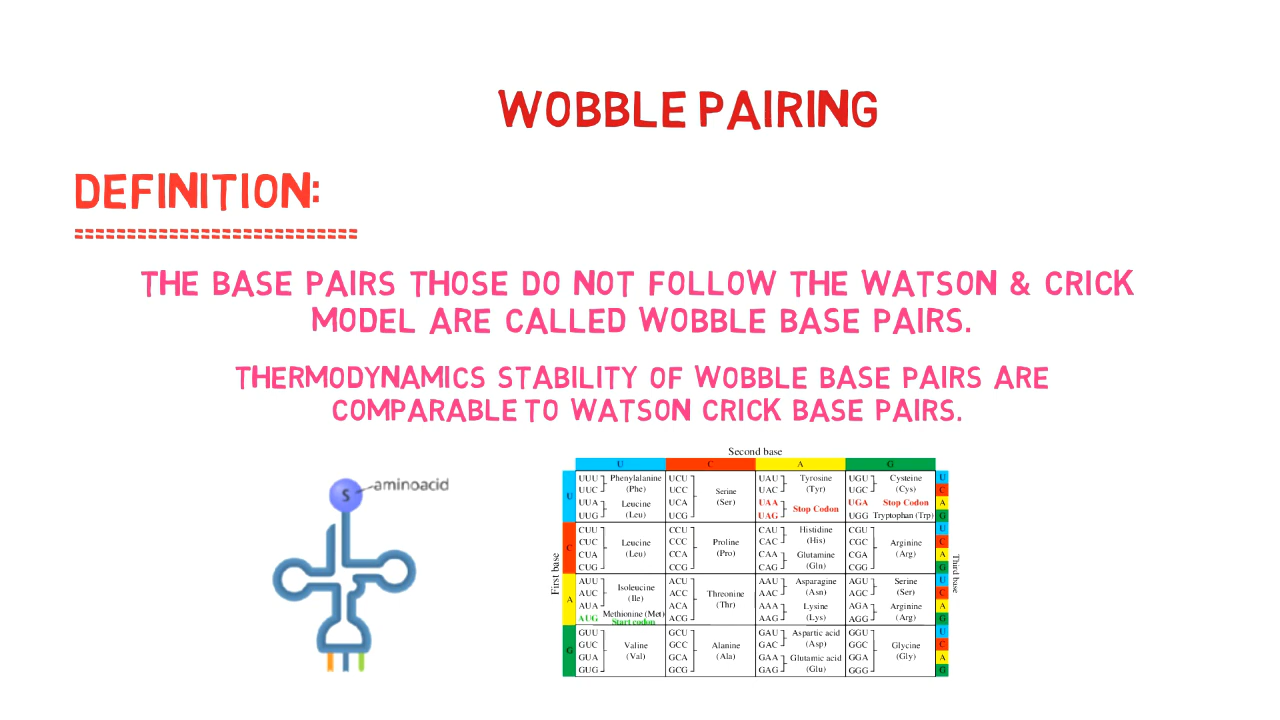 WOBBLE PAIRING
DEFINITION:
==========================
THE BASE PAIRS THOSE DO NOT FOLLOW THE WATSON & CRICK
MODEL ARE CALLED WOBBLE BASE PAIRS.
THERMODYNAMICS STABILITY OF WOBBLE BASE PAIRS ARE
COMPARABLE TO WATSON CRICK BASE PAIRS.
aminoacid
S
Second base
U C A G
First base
Third base
U
UUU Phenylalanine UCU UAU Tyrosine UGU Cysteine U
UUC (Phe) UCC Serine UAC (Tyr) UGC (Cys) C
UUA Leucine UCA (Ser) UAA Stop Codon UGA Stop Codon A
UUG (Leu) UCG UAG UGG Tryptophan (Trp) G
C
CUU CCU CAU Histidine CGU U
CUC Leucine CCC Proline CAC (His) CGC Arginine C
CUA (Leu) CCA (Pro) CAA Glutamine CGA (Arg) A
CUG CCG CAG (Gln) CGG G
A
AUU Isoleucine ACU AAU Asparagine AGU Serine U
AUC (Ile) ACC Threonine AAC (Asn) AGC (Ser) C
AUA ACA (Thr) AAA Lysine AGA Arginine A
AUG Methionine (Met) ACG AAG (Lys) AGG (Arg) G
Start codon
G
GUU GCU GAU Aspartic acid GGU U
GUC Valine GCC Alanine GAC (Asp) GGC Glycine C
GUA (Val) GCA (Ala) GAA Glutamic acid GGA (Gly) A
GUG GCG GAG (Glu) GGG G